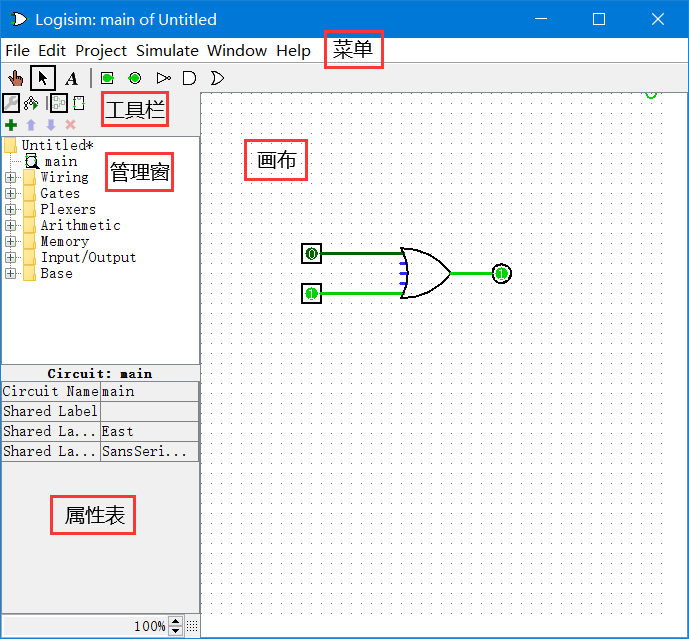 Logisim: main of Untitled
File Edit Project Simulate Window Help
菜单
A
工具栏
画布
Untitled*
main
管理窗
Wiring
Gates
Plexers
Arithmetic
Memory
Input/Output
Base
0
1
1
Circuit: main
Circuit Name main
Shared Label
Shared La... East
Shared La... SansSeri...
属性表
100%